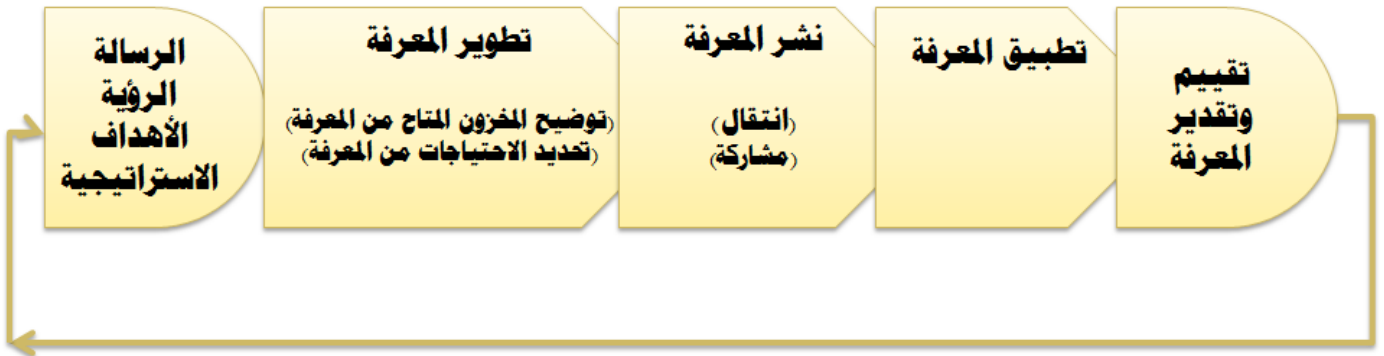 الرسالة
الرؤية
الأهداف
الاستراتيجية
تطوير المعرفة
(توضيح المخزون المتاح من المعرفة)
(تحديد الاحتياجات من المعرفة)
نشر المعرفة
(انتقال)
(مشاركة)
تطبيق المعرفة
تقييم
وتقدير
المعرفة